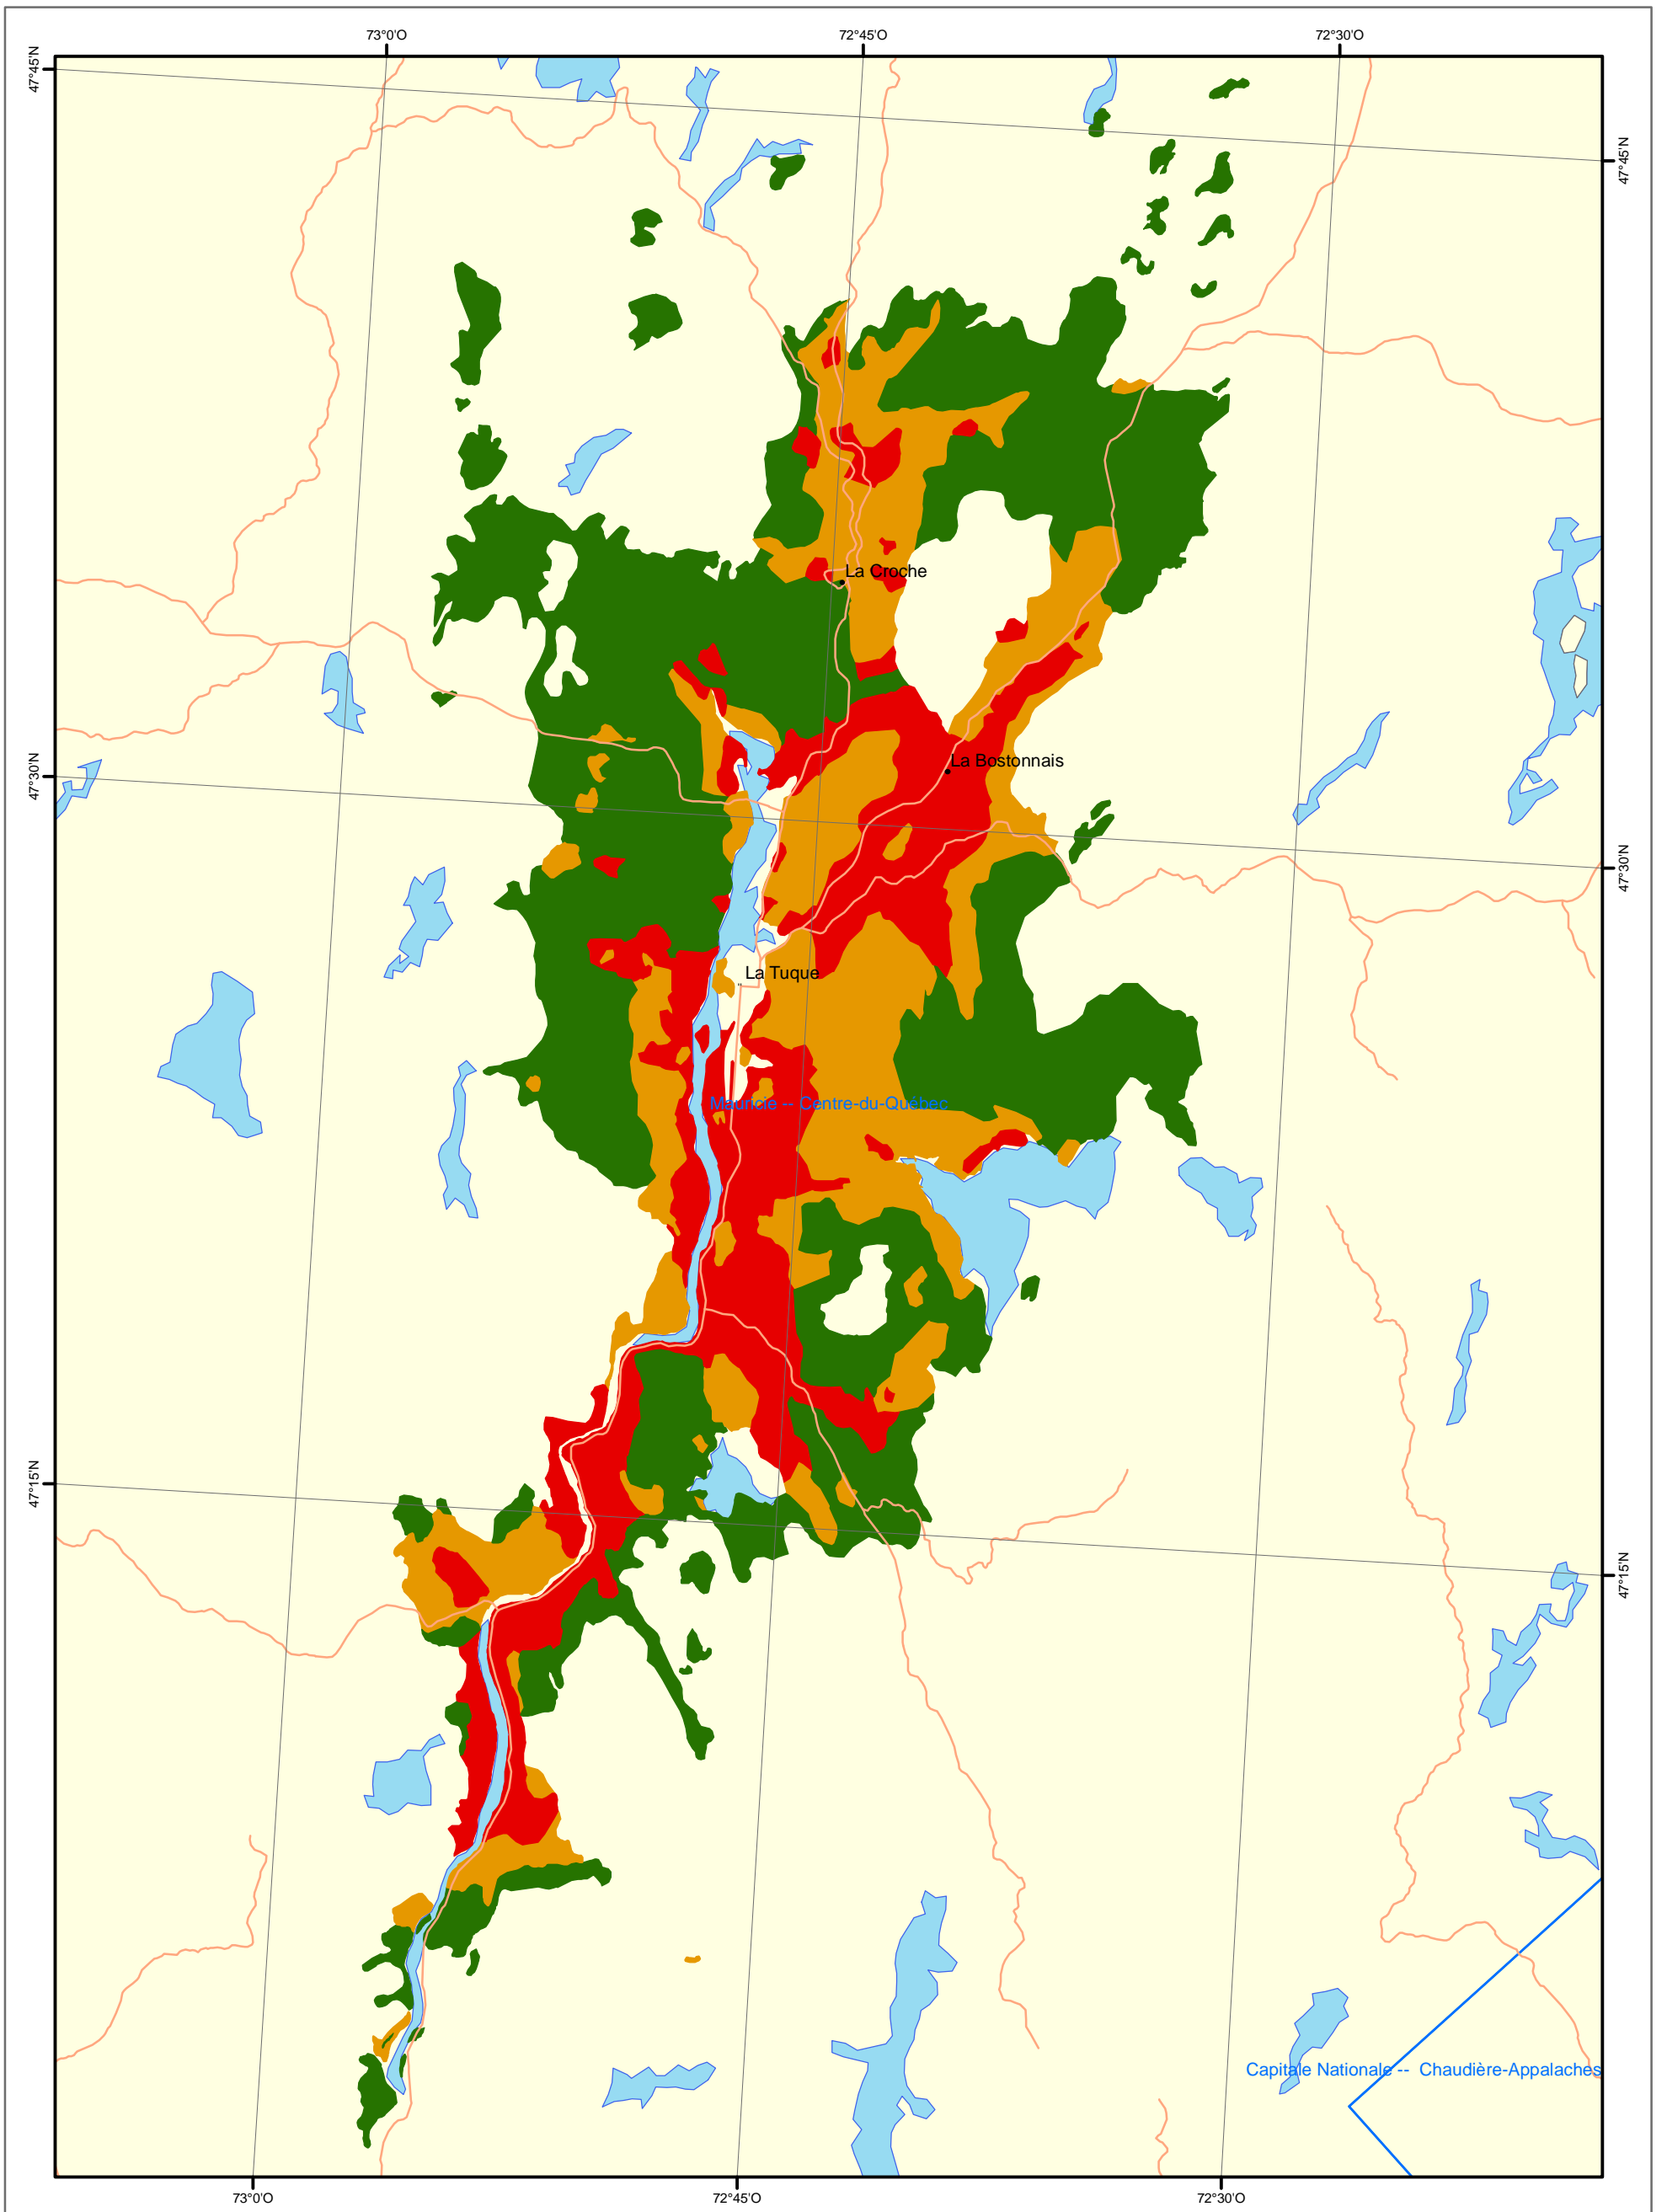 73°0'O
72°45'O
72°30'O
47°45'N
47°45'N
La Croche
La Bostonnais
47°30'N
47°30'N
La Tuque
Mauricie -- Centre-du-Québec
47°15'N
47°15'N
Capitale Nationale -- Chaudière-Appalaches
73°0'O
72°45'O
72°30'O